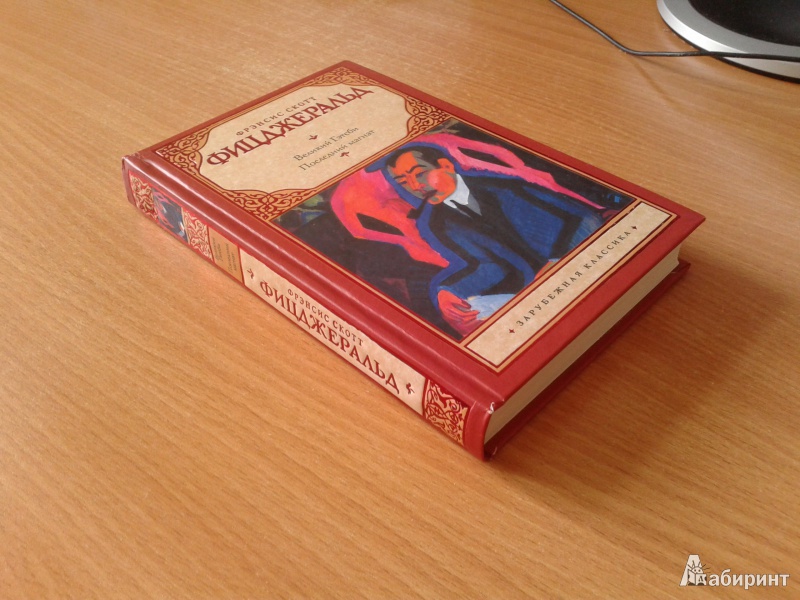 ФРЭНСИС СКОТТ
ФИЦДЖЕРАЛЬД
Великий Гэтсби
Последний магнат
ЗАРУБЕЖНАЯ КЛАССИКА
ФРЭНСИС СКОТТ
ФИЦДЖЕРАЛЬД
Лабиринт